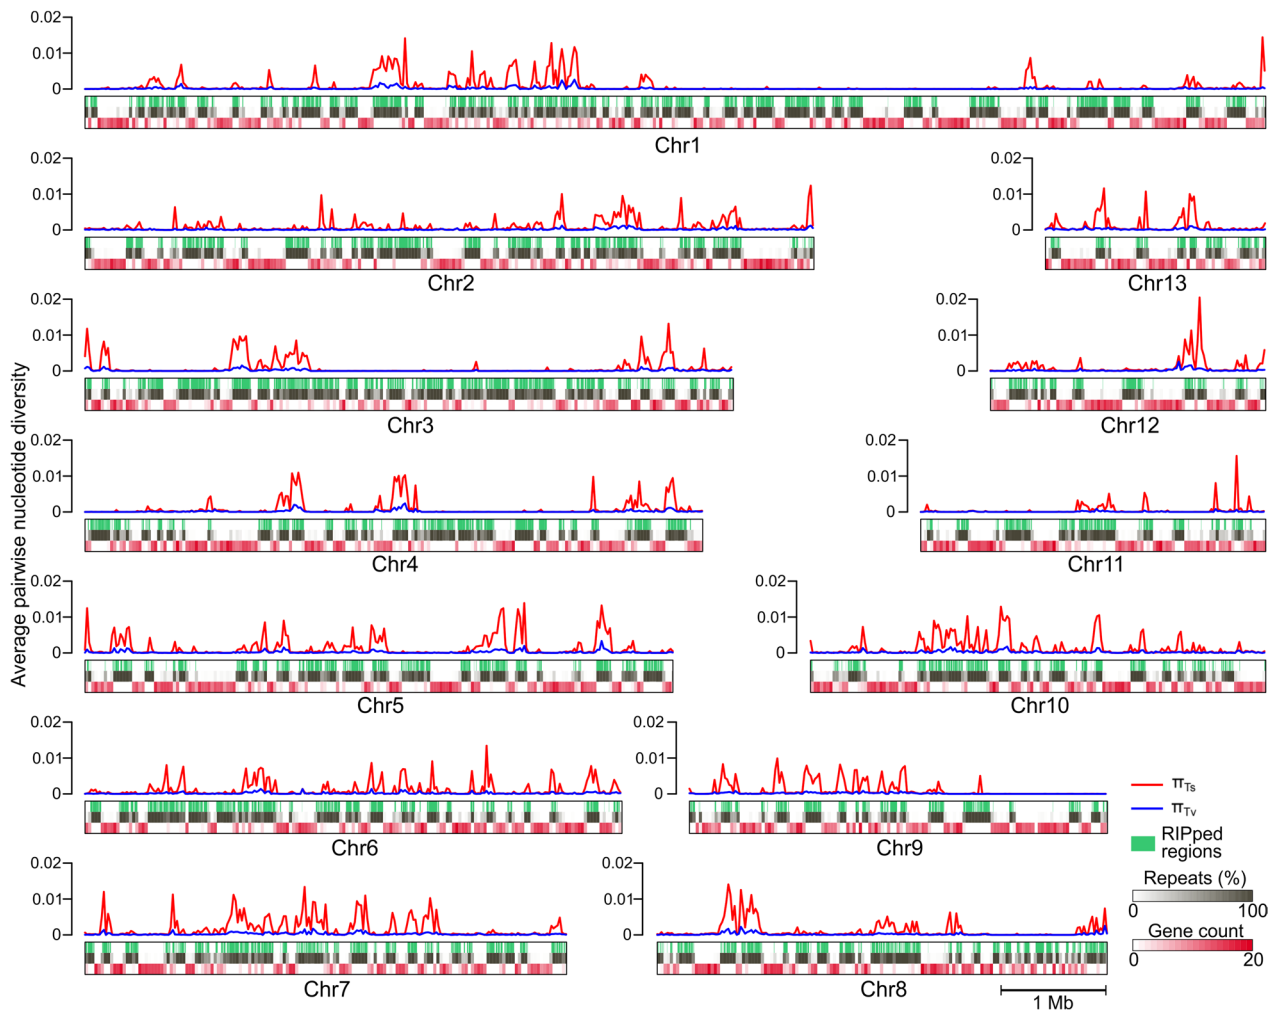 Average pairwise nucleotide diversity
0.02
0.01
0
Chr1
0.02
0.01
0
Chr2
0.02
0.01
0
Chr13
0.02
0.01
0
Chr3
0.02
0.01
0
Chr12
0.02
0.01
0
Chr4
0.02
0.01
0
Chr11
0.02
0.01
0
Chr5
0.02
0.01
0
Chr10
0.02
0.01
0
Chr6
0.02
0.01
0
Chr9
0.02
0.01
0
Chr7
0.02
0.01
0
Chr8
πTs
πTv
RIPped
regions
Repeats (%)
0 100
Gene count
0 20
1 Mb